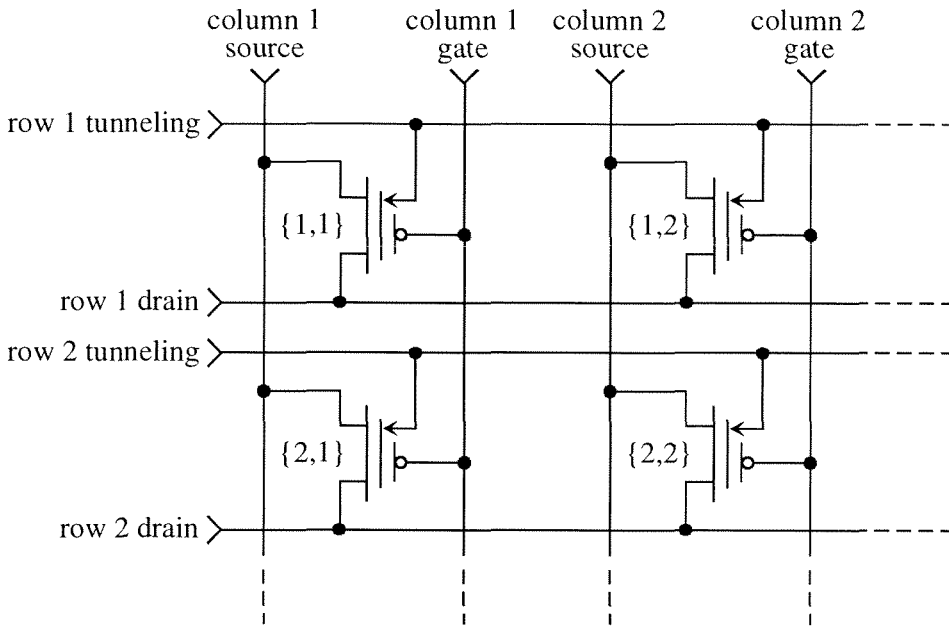 column 1
source
column 1
gate
column 2
source
column 2
gate
row 1 tunneling
{1,1}
{1,2}
row 1 drain
row 2 tunneling
{2,1}
{2,2}
row 2 drain